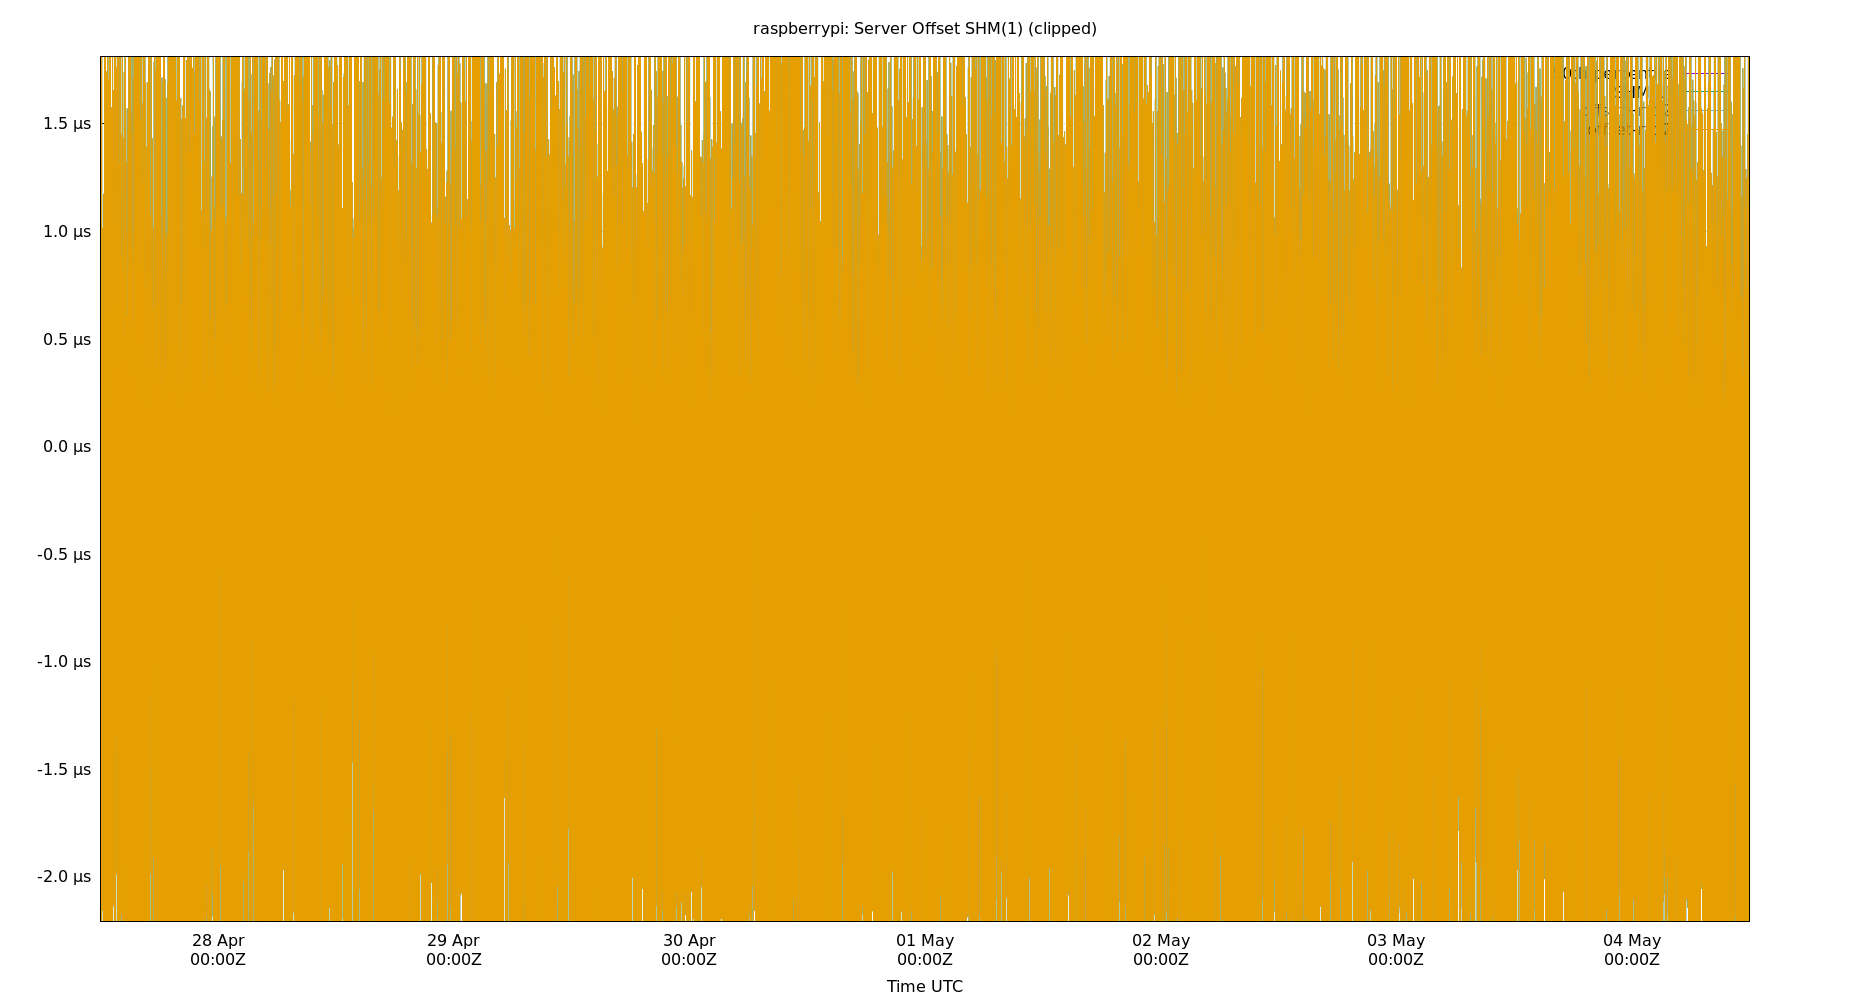 raspberrypi: Server Offset SHM(1) (clipped)
1.5 µs
1.0 µs
0.5 µs
0.0 µs
-0.5 µs
-1.0 µs
-1.5 µs
-2.0 µs
28 Apr
00:00Z
29 Apr
00:00Z
30 Apr
00:00Z
01 May
00:00Z
02 May
00:00Z
03 May
00:00Z
04 May
00:00Z
Time UTC